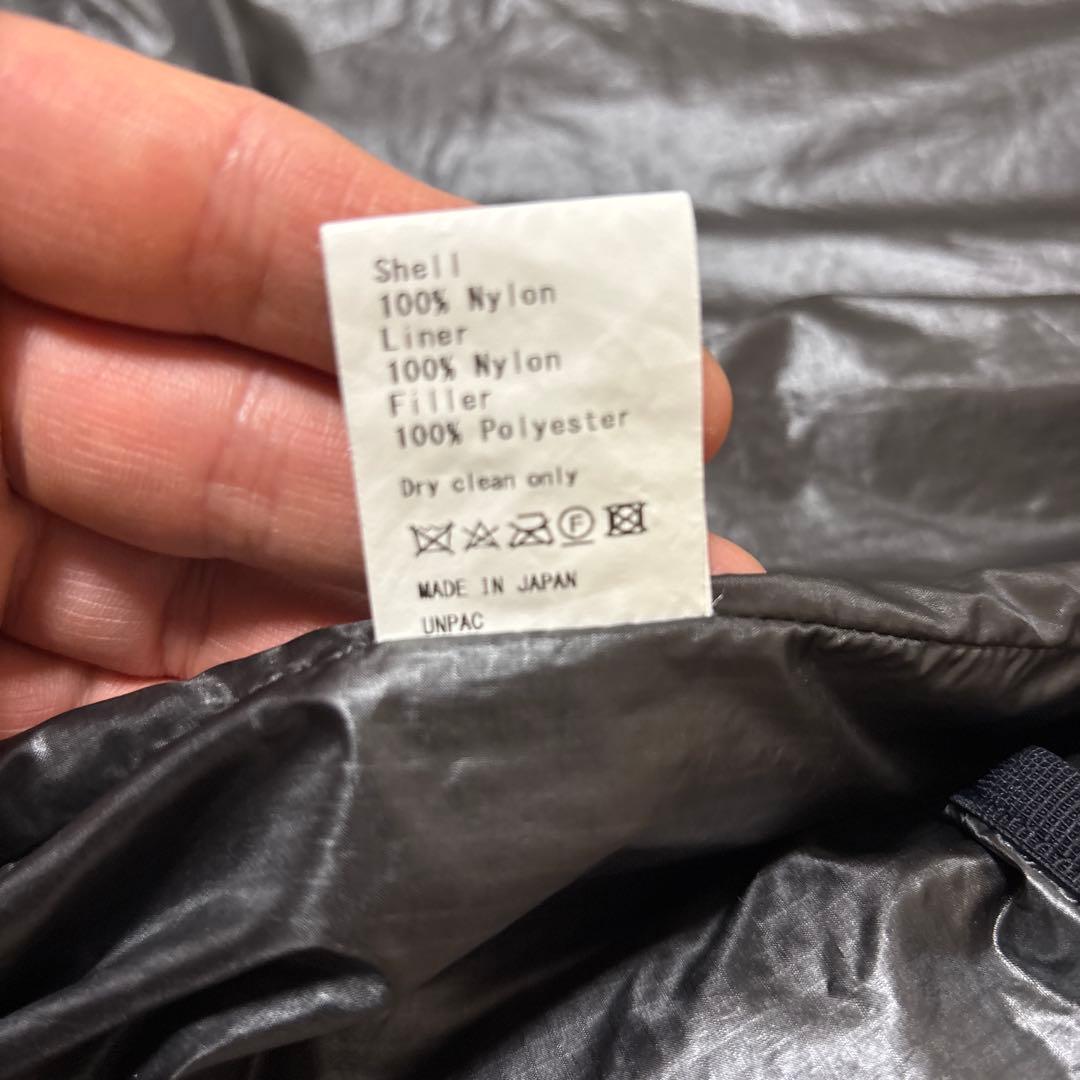 Shell
100% Nylon
Liner
100% Nylon
Filler
100% Polyester
Dry clean only
F
MADE IN JAPAN
UNPAC